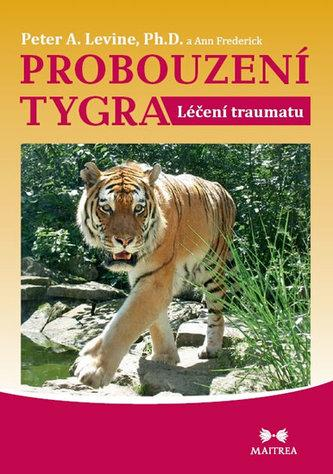 Peter A. Levine, Ph.D. a Ann Frederick
PROBOUZENÍ
TYGRA
Léčení traumatu
MAITREA